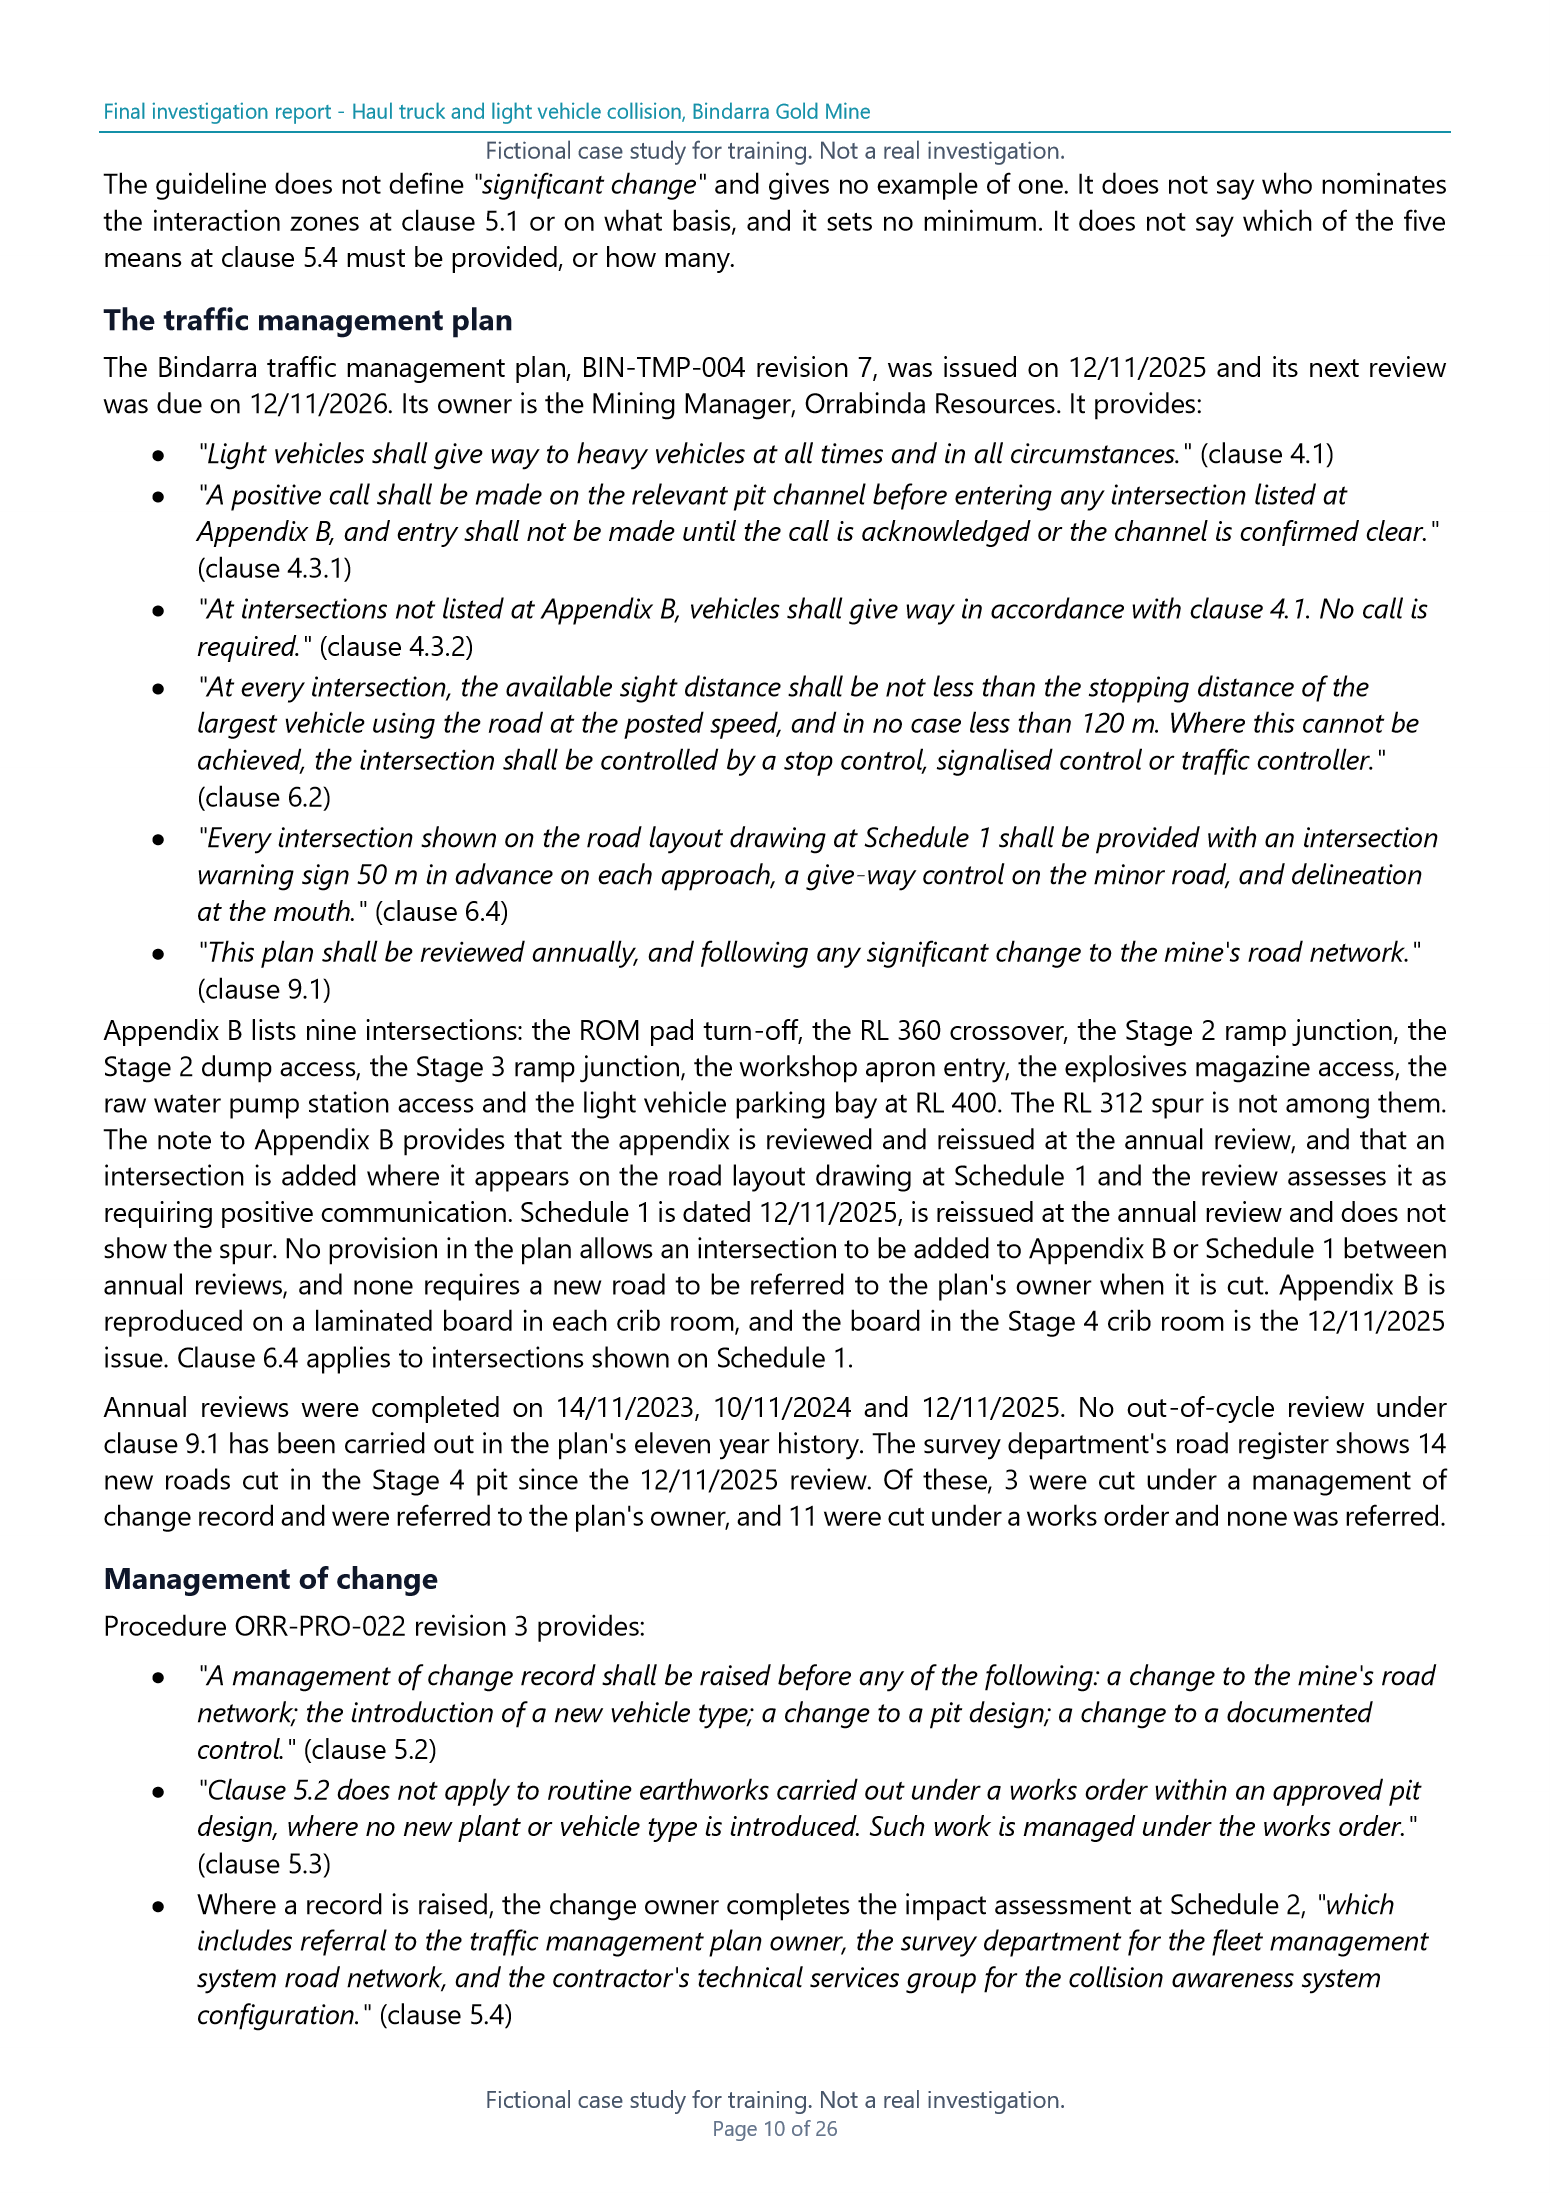 Final investigation report - Haul truck and light vehicle collision, Bindarra Gold Mine
Fictional case study for training. Not a real investigation.
The guideline does not define "significant change" and gives no example of one. It does not say who nominates
the interaction zones at clause 5.1 or on what basis, and it sets no minimum. It does not say which of the five
means at clause 5.4 must be provided, or how many.
The traffic management plan
The Bindarra traffic management plan, BIN-TMP-004 revision 7, was issued on 12/11/2025 and its next review
was due on 12/11/2026. Its owner is the Mining Manager, Orrabinda Resources. It provides:
● "Light vehicles shall give way to heavy vehicles at all times and in all circumstances." (clause 4.1)
● "A positive call shall be made on the relevant pit channel before entering any intersection listed at
Appendix B, and entry shall not be made until the call is acknowledged or the channel is confirmed clear."
(clause 4.3.1)
● "At intersections not listed at Appendix B, vehicles shall give way in accordance with clause 4.1. No call is
required." (clause 4.3.2)
● "At every intersection, the available sight distance shall be not less than the stopping distance of the
largest vehicle using the road at the posted speed, and in no case less than 120 m. Where this cannot be
achieved, the intersection shall be controlled by a stop control, signalised control or traffic controller."
(clause 6.2)
● "Every intersection shown on the road layout drawing at Schedule 1 shall be provided with an intersection
warning sign 50 m in advance on each approach, a give-way control on the minor road, and delineation
at the mouth." (clause 6.4)
● "This plan shall be reviewed annually, and following any significant change to the mine's road network."
(clause 9.1)
Appendix B lists nine intersections: the ROM pad turn-off, the RL 360 crossover, the Stage 2 ramp junction, the
Stage 2 dump access, the Stage 3 ramp junction, the workshop apron entry, the explosives magazine access, the
raw water pump station access and the light vehicle parking bay at RL 400. The RL 312 spur is not among them.
The note to Appendix B provides that the appendix is reviewed and reissued at the annual review, and that an
intersection is added where it appears on the road layout drawing at Schedule 1 and the review assesses it as
requiring positive communication. Schedule 1 is dated 12/11/2025, is reissued at the annual review and does not
show the spur. No provision in the plan allows an intersection to be added to Appendix B or Schedule 1 between
annual reviews, and none requires a new road to be referred to the plan's owner when it is cut. Appendix B is
reproduced on a laminated board in each crib room, and the board in the Stage 4 crib room is the 12/11/2025
issue. Clause 6.4 applies to intersections shown on Schedule 1.
Annual reviews were completed on 14/11/2023, 10/11/2024 and 12/11/2025. No out-of-cycle review under
clause 9.1 has been carried out in the plan's eleven year history. The survey department's road register shows 14
new roads cut in the Stage 4 pit since the 12/11/2025 review. Of these, 3 were cut under a management of
change record and were referred to the plan's owner, and 11 were cut under a works order and none was referred.
Management of change
Procedure ORR-PRO-022 revision 3 provides:
● "A management of change record shall be raised before any of the following: a change to the mine's road
network; the introduction of a new vehicle type; a change to a pit design; a change to a documented
control." (clause 5.2)
● "Clause 5.2 does not apply to routine earthworks carried out under a works order within an approved pit
design, where no new plant or vehicle type is introduced. Such work is managed under the works order."
(clause 5.3)
● Where a record is raised, the change owner completes the impact assessment at Schedule 2, "which
includes referral to the traffic management plan owner, the survey department for the fleet management
system road network, and the contractor's technical services group for the collision awareness system
configuration." (clause 5.4)
Fictional case study for training. Not a real investigation.
Page 10 of 26